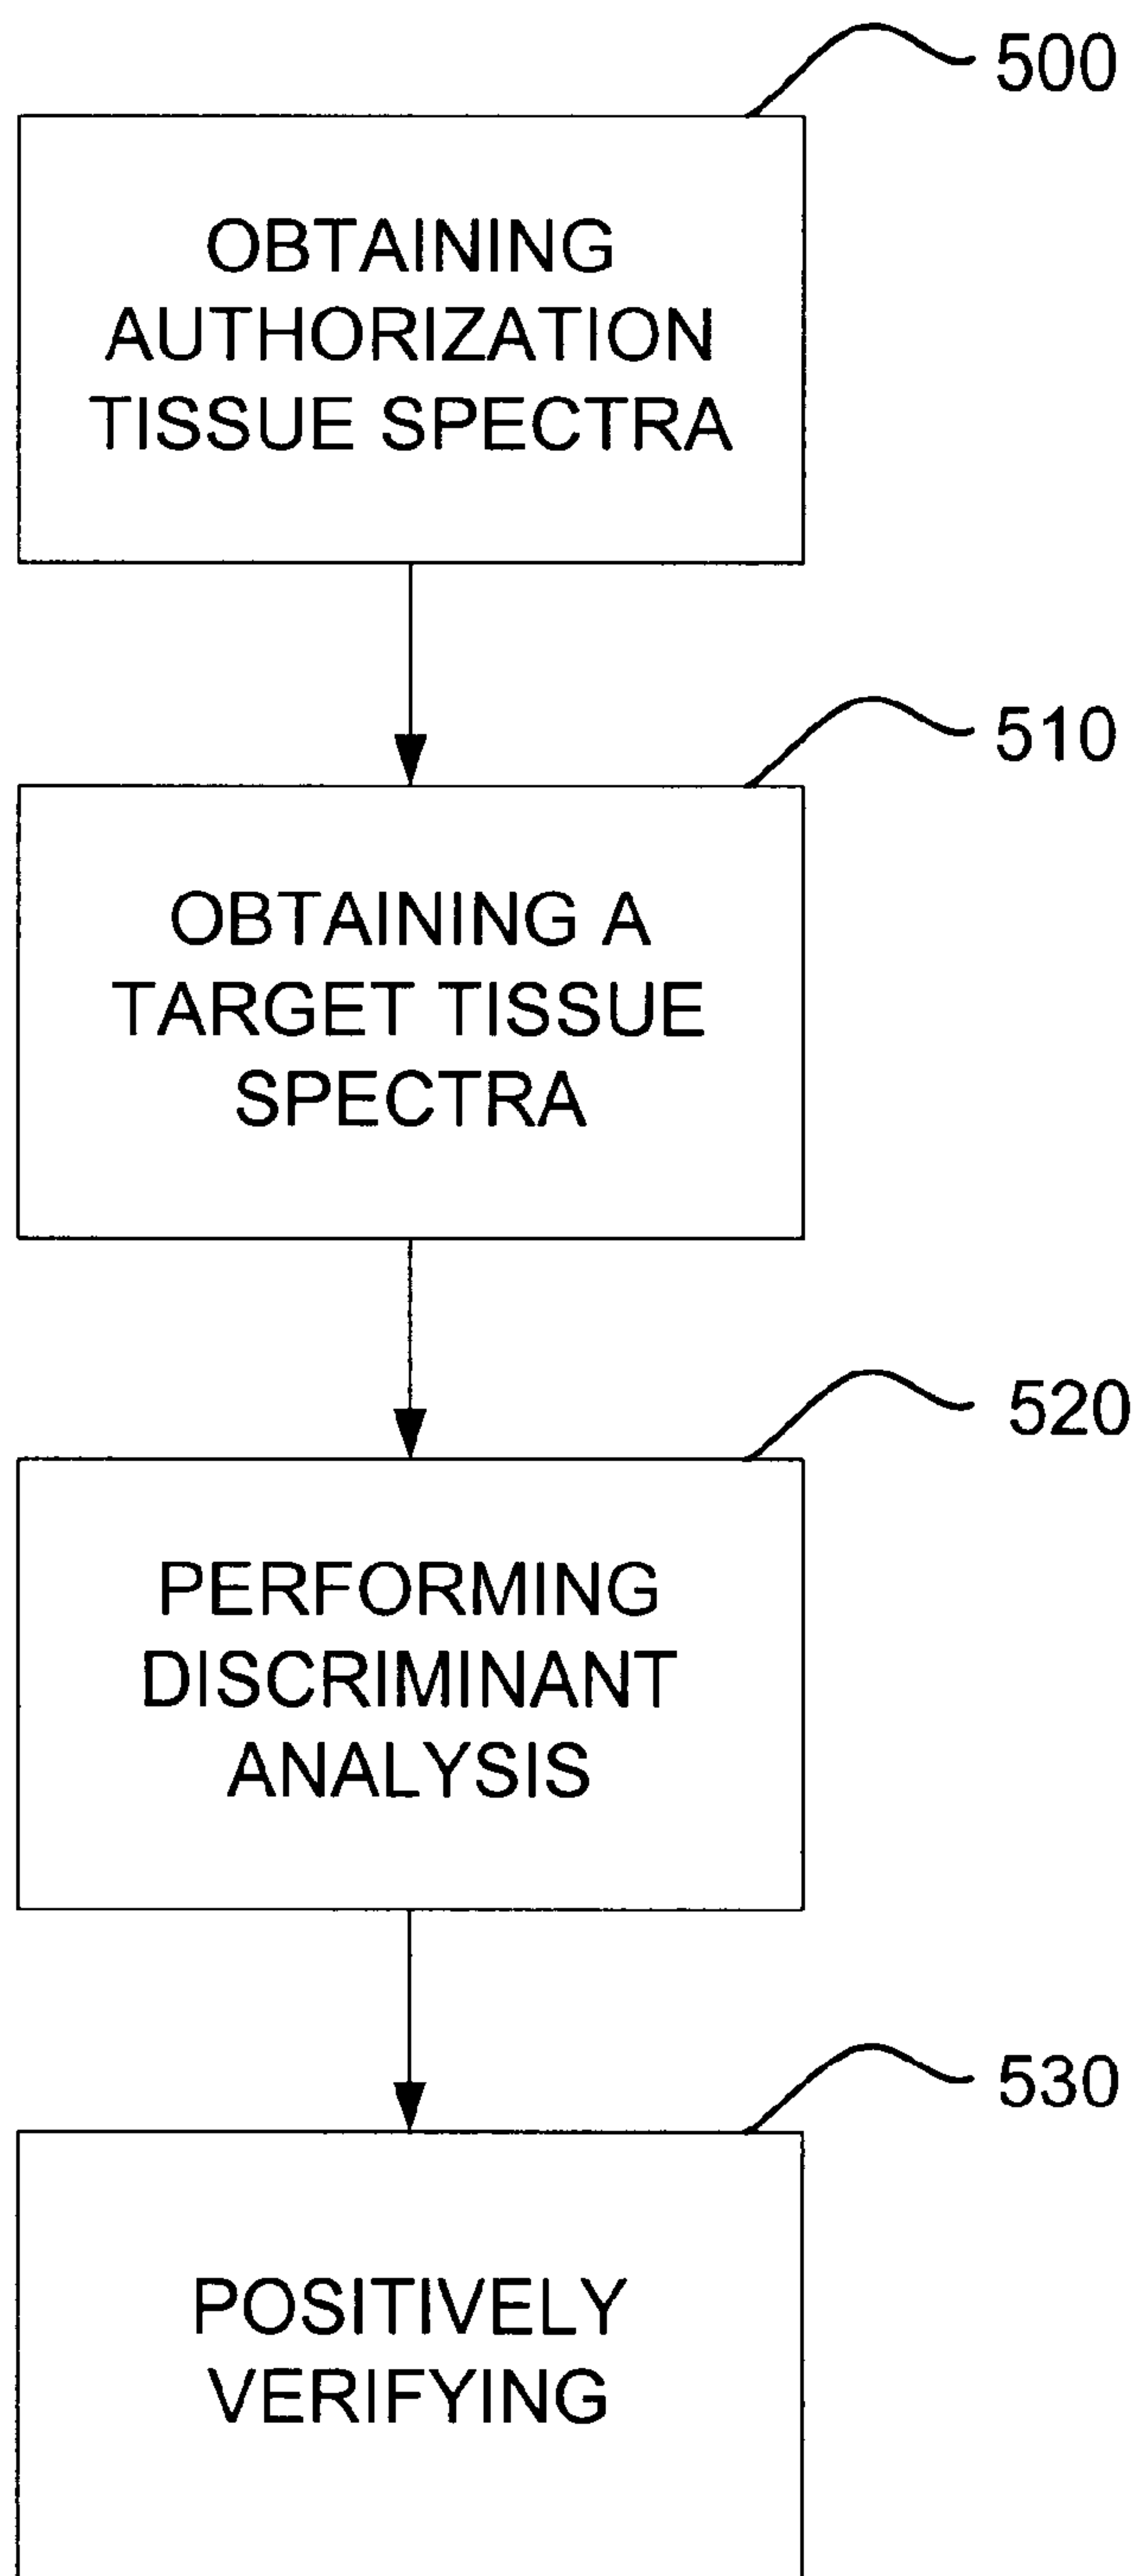 500
OBTAINING
AUTHORIZATION
TISSUE SPECTRA
510
OBTAINING A
TARGET TISSUE
SPECTRA
520
PERFORMING
DISCRIMINANT
ANALYSIS
530
POSITIVELY
VERIFYING